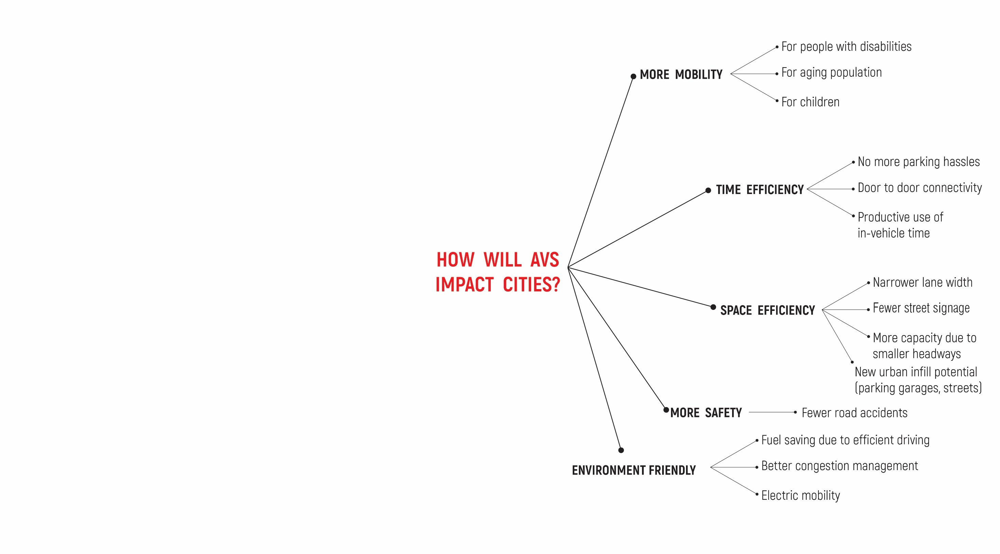 HOW WILL AVS
IMPACT CITIES?
MORE MOBILITY
For people with disabilities
For aging population
For children
TIME EFFICIENCY
No more parking hassles
Door to door connectivity
Productive use of
in-vehicle time
SPACE EFFICIENCY
Narrower lane width
Fewer street signage
More capacity due to
smaller headways
New urban infill potential
(parking garages, streets)
MORE SAFETY
Fewer road accidents
ENVIRONMENT FRIENDLY
Fuel saving due to efficient driving
Better congestion management
Electric mobility